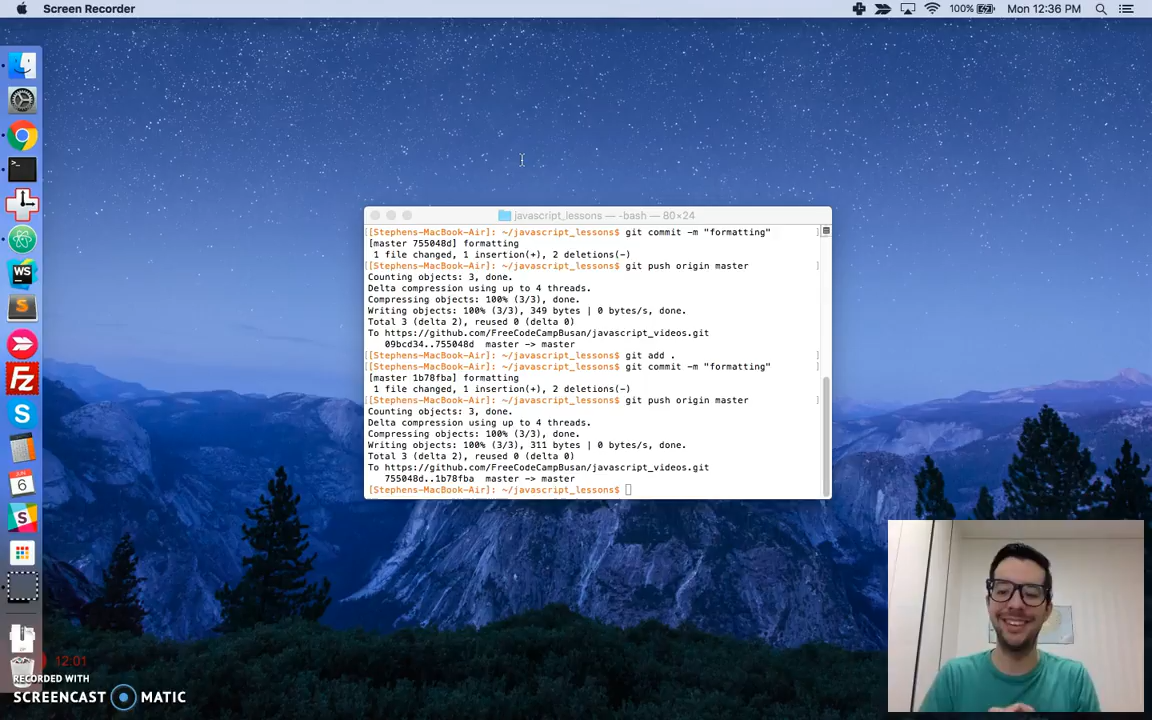 Screen Recorder
100%
Mon 12:36 PM
javascript_lessons — -bash — 80×24
[[Stephens-MacBook-Air]: ~/javascript_lessons$ git commit -m "formatting" ]
[master 755048d] formatting
1 file changed, 1 insertion(+), 2 deletions(-)
[[Stephens-MacBook-Air]: ~/javascript_lessons$ git push origin master ]
Counting objects: 3, done.
Delta compression using up to 4 threads.
Compressing objects: 100% (3/3), done.
Writing objects: 100% (3/3), 349 bytes | 0 bytes/s, done.
Total 3 (delta 2), reused 0 (delta 0)
To https://github.com/FreeCodeCampBusan/javascript_videos.git
09bcd34..755048d master -> master
[[Stephens-MacBook-Air]: ~/javascript_lessons$ git add . ]
[[Stephens-MacBook-Air]: ~/javascript_lessons$ git commit -m "formatting" ]
[master 1b78fba] formatting
1 file changed, 1 insertion(+), 2 deletions(-)
[[Stephens-MacBook-Air]: ~/javascript_lessons$ git push origin master ]
Counting objects: 3, done.
Delta compression using up to 4 threads.
Compressing objects: 100% (3/3), done.
Writing objects: 100% (3/3), 311 bytes | 0 bytes/s, done.
Total 3 (delta 2), reused 0 (delta 0)
To https://github.com/FreeCodeCampBusan/javascript_videos.git
755048d..1b78fba master -> master
[Stephens-MacBook-Air]: ~/javascript_lessons$
>_
WS
S
Fz
S
JUN
6
S
12:01
RECORDED WITH
SCREENCAST MATIC